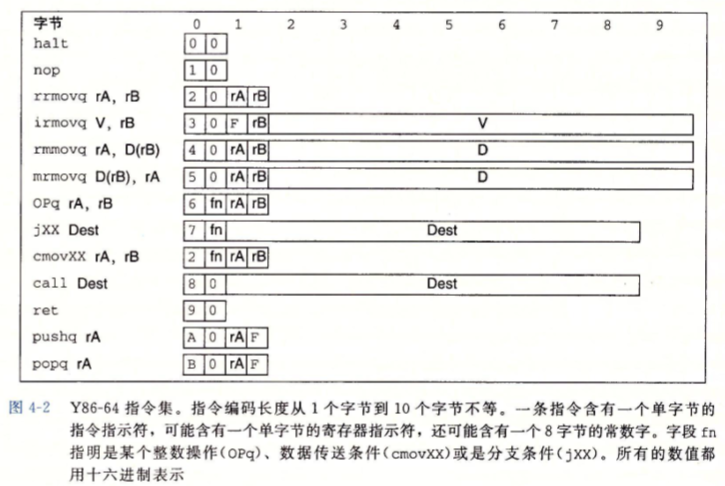 字节 0 1 2 3 4 5 6 7 8 9
halt 0 0
nop 1 0
rrmovq rA, rB 2 0 rA rB
irmovq V, rB 3 0 F rB V
rmmovq rA, D(rB) 4 0 rA rB D
mrmovq D(rB), rA 5 0 rA rB D
OPq rA, rB 6 fn rA rB
jXX Dest 7 fn Dest
cmovXX rA, rB 2 fn rA rB
call Dest 8 0 Dest
ret 9 0
pushq rA A 0 rA F
popq rA B 0 rA F
图 4-2 Y86-64 指令集。指令编码长度从 1 个字节到 10 个字节不等。一条指令含有一个单字节的
指令指示符，可能含有一个单字节的寄存器指示符，还可能含有一个 8 字节的常数字。字段 fn
指明是某个整数操作(OPq)、数据传送条件(cmovXX)或是分支条件(jXX)。所有的数值都
用十六进制表示